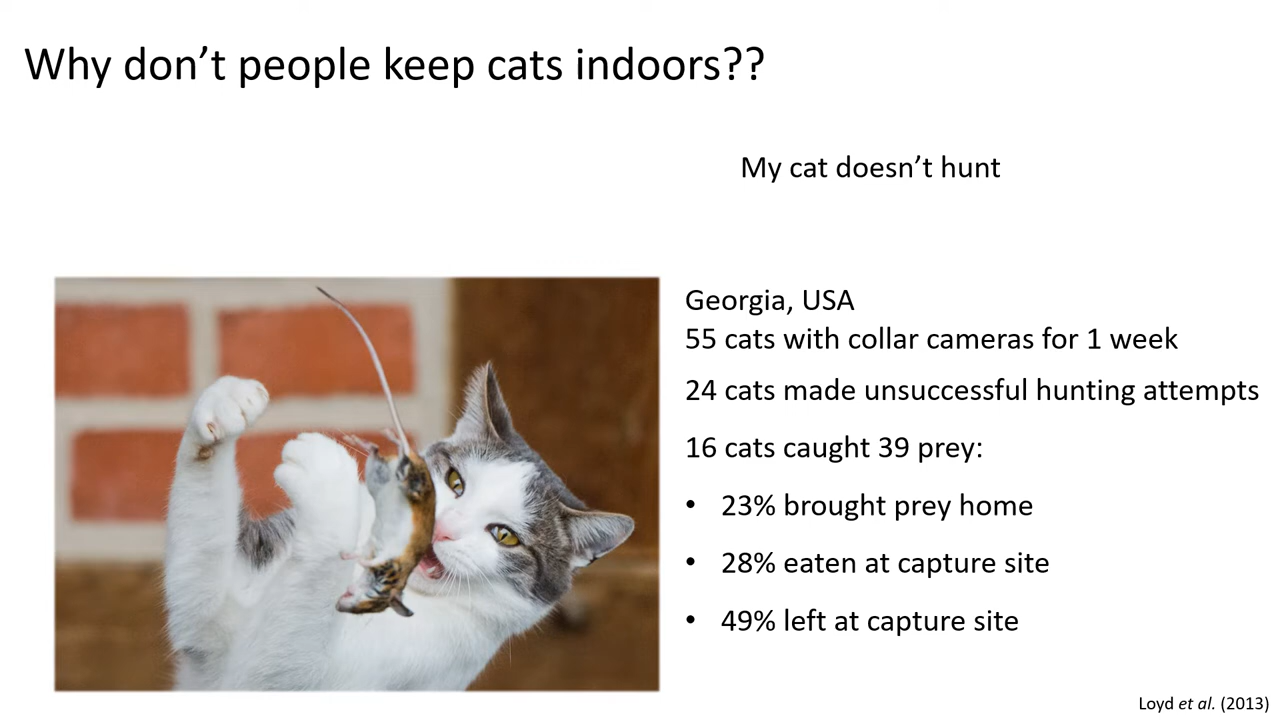 Why don’t people keep cats indoors??
My cat doesn’t hunt
Georgia, USA
55 cats with collar cameras for 1 week
24 cats made unsuccessful hunting attempts
16 cats caught 39 prey:
• 23% brought prey home
• 28% eaten at capture site
• 49% left at capture site
Loyd et al. (2013)